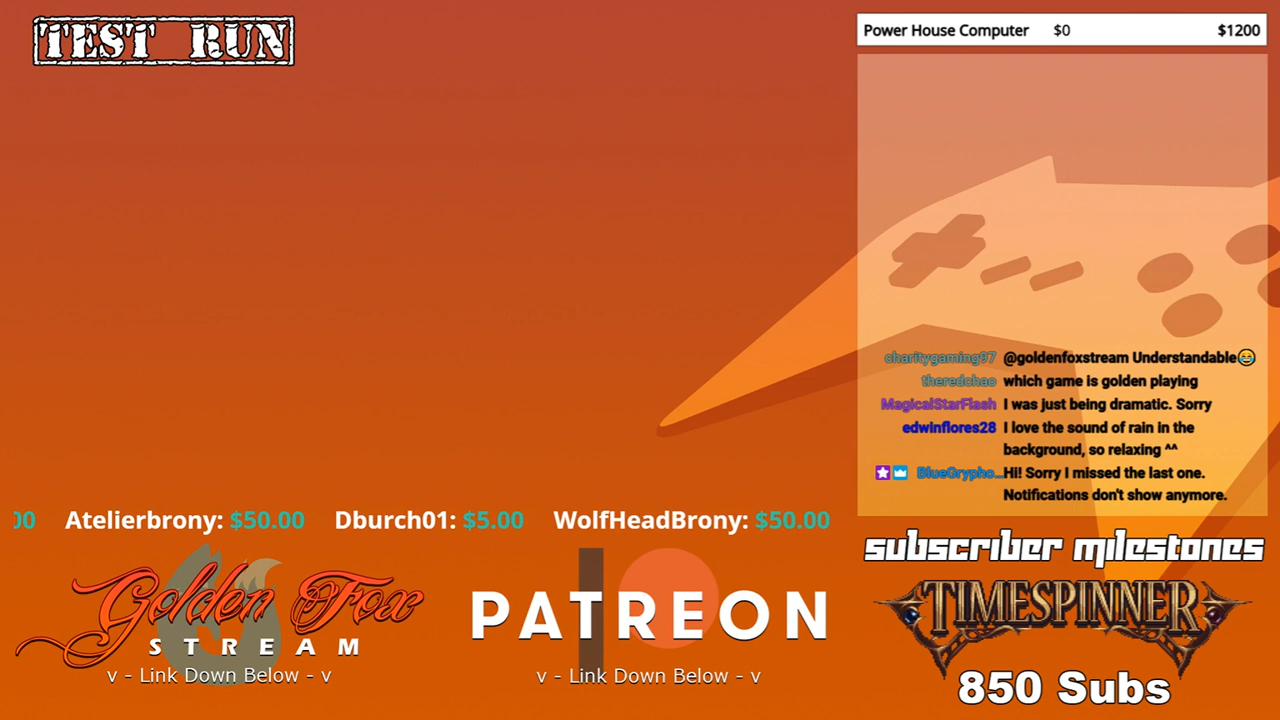 TEST RUN
Power House Computer $0 $1200
charitygaming97 @goldenfoxstream Understandable😂
theredchao which game is golden playing
MagicalStarFlash I was just being dramatic. Sorry
edwinflores28 I love the sound of rain in the
background, so relaxing ^^
BlueGrypho... Hi! Sorry I missed the last one.
Notifications don't show anymore.
00 Atelierbrony: $50.00 Dburch01: $5.00 WolfHeadBrony: $50.00
Golden Fox
STREAM
v - Link Down Below - v
PATREON
v - Link Down Below - v
SUBSCRIBER MILESTONES
TIMESPINNER
850 Subs